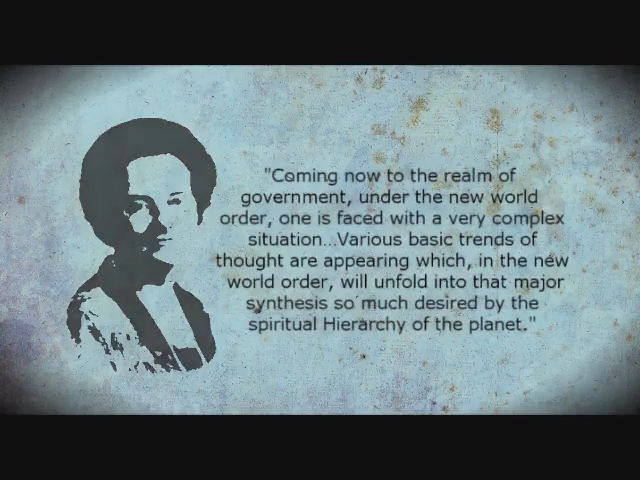 "Coming now to the realm of
government, under the new world
order, one is faced with a very complex
situation...Various basic trends of
thought are appearing which, in the new
world order, will unfold into that major
synthesis so much desired by the
spiritual Hierarchy of the planet."